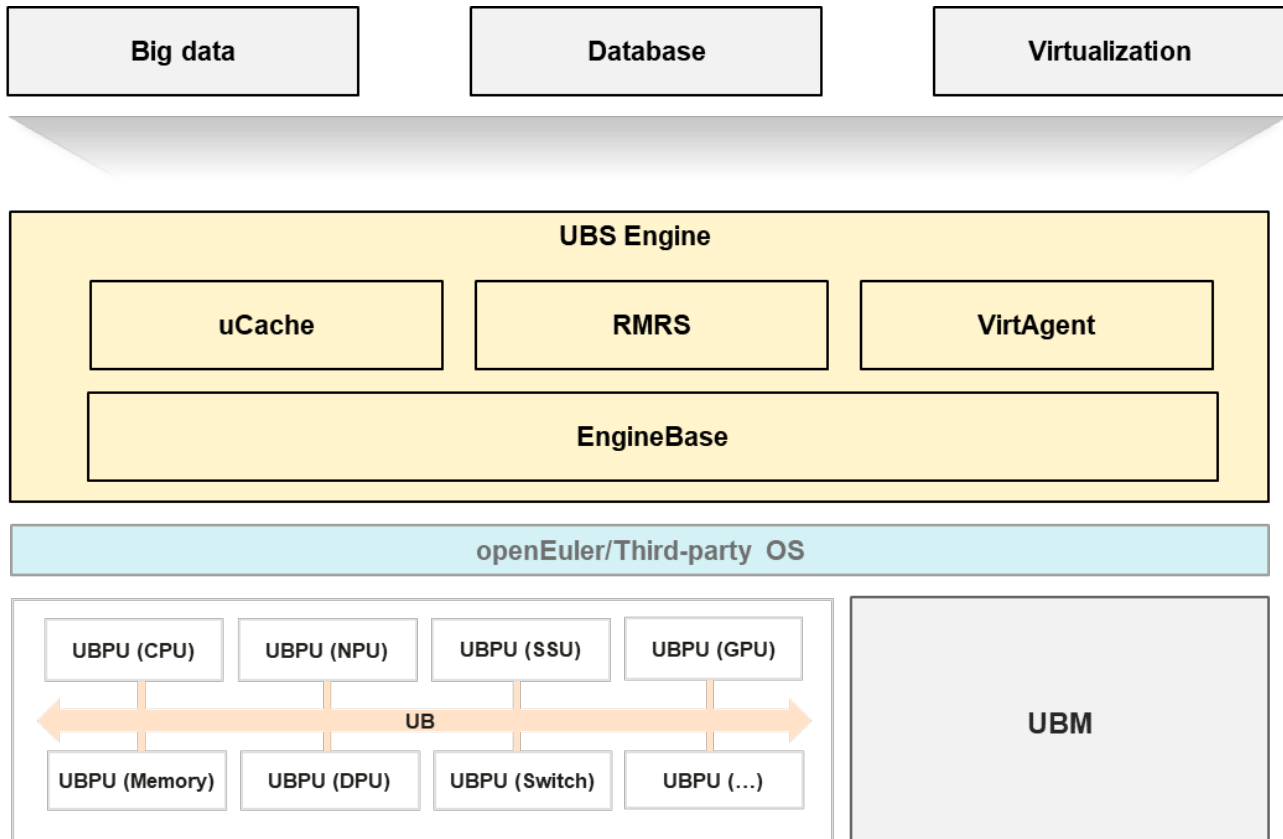 Big data
Database
Virtualization
UBS Engine
uCache
RMRS
VirtAgent
EngineBase
openEuler/Third-party OS
UBPU (CPU)
UBPU (NPU)
UBPU (SSU)
UBPU (GPU)
UB
UBPU (Memory)
UBPU (DPU)
UBPU (Switch)
UBPU (…)
UBM